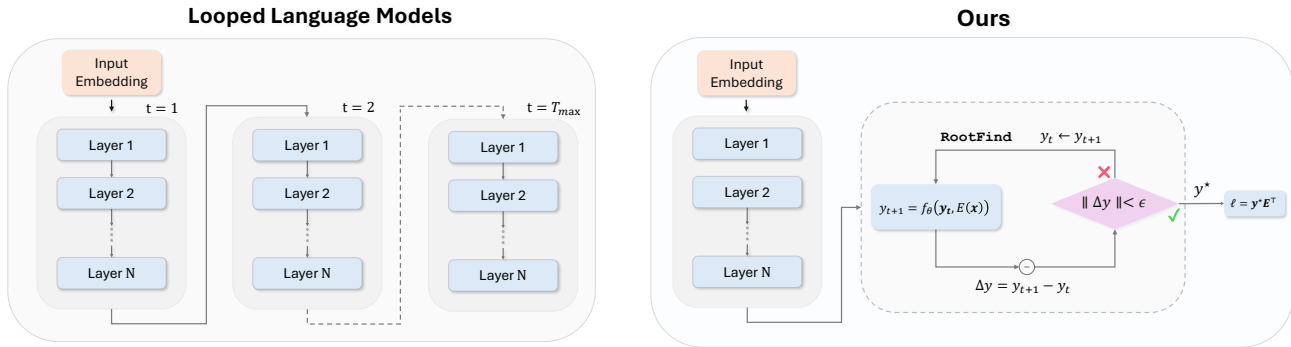 Looped Language Models
Input
Embedding
t = 1
Layer 1
Layer 2
Layer N
t = 2
Layer 1
Layer 2
Layer N
t = T_max
Layer 1
Layer 2
Layer N
Ours
Input
Embedding
Layer 1
Layer 2
Layer N
RootFind
y_t ← y_{t+1}
y_{t+1} = f_θ(y_t, E(x))
−
Δy = y_{t+1} − y_t
‖ Δy ‖< ϵ
y⋆
ℓ = y⋆E⊤